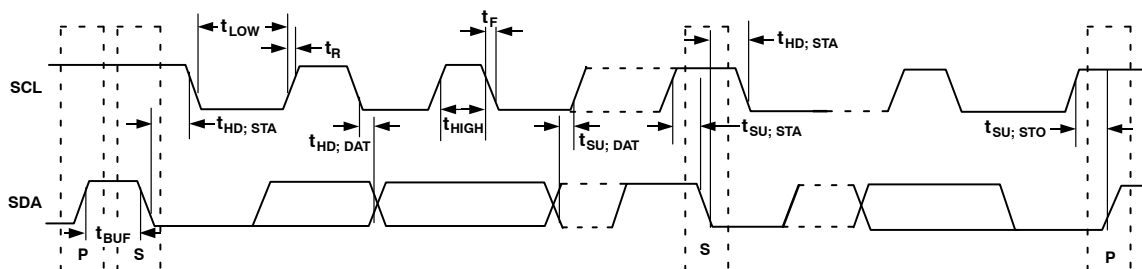 tF
tLOW
tR
tHD; STA
SCL
tHD; STA
tHD; DAT
tHIGH
tSU; DAT
tSU; STA
tSU; STO
SDA
tBUF
P
S
S
P